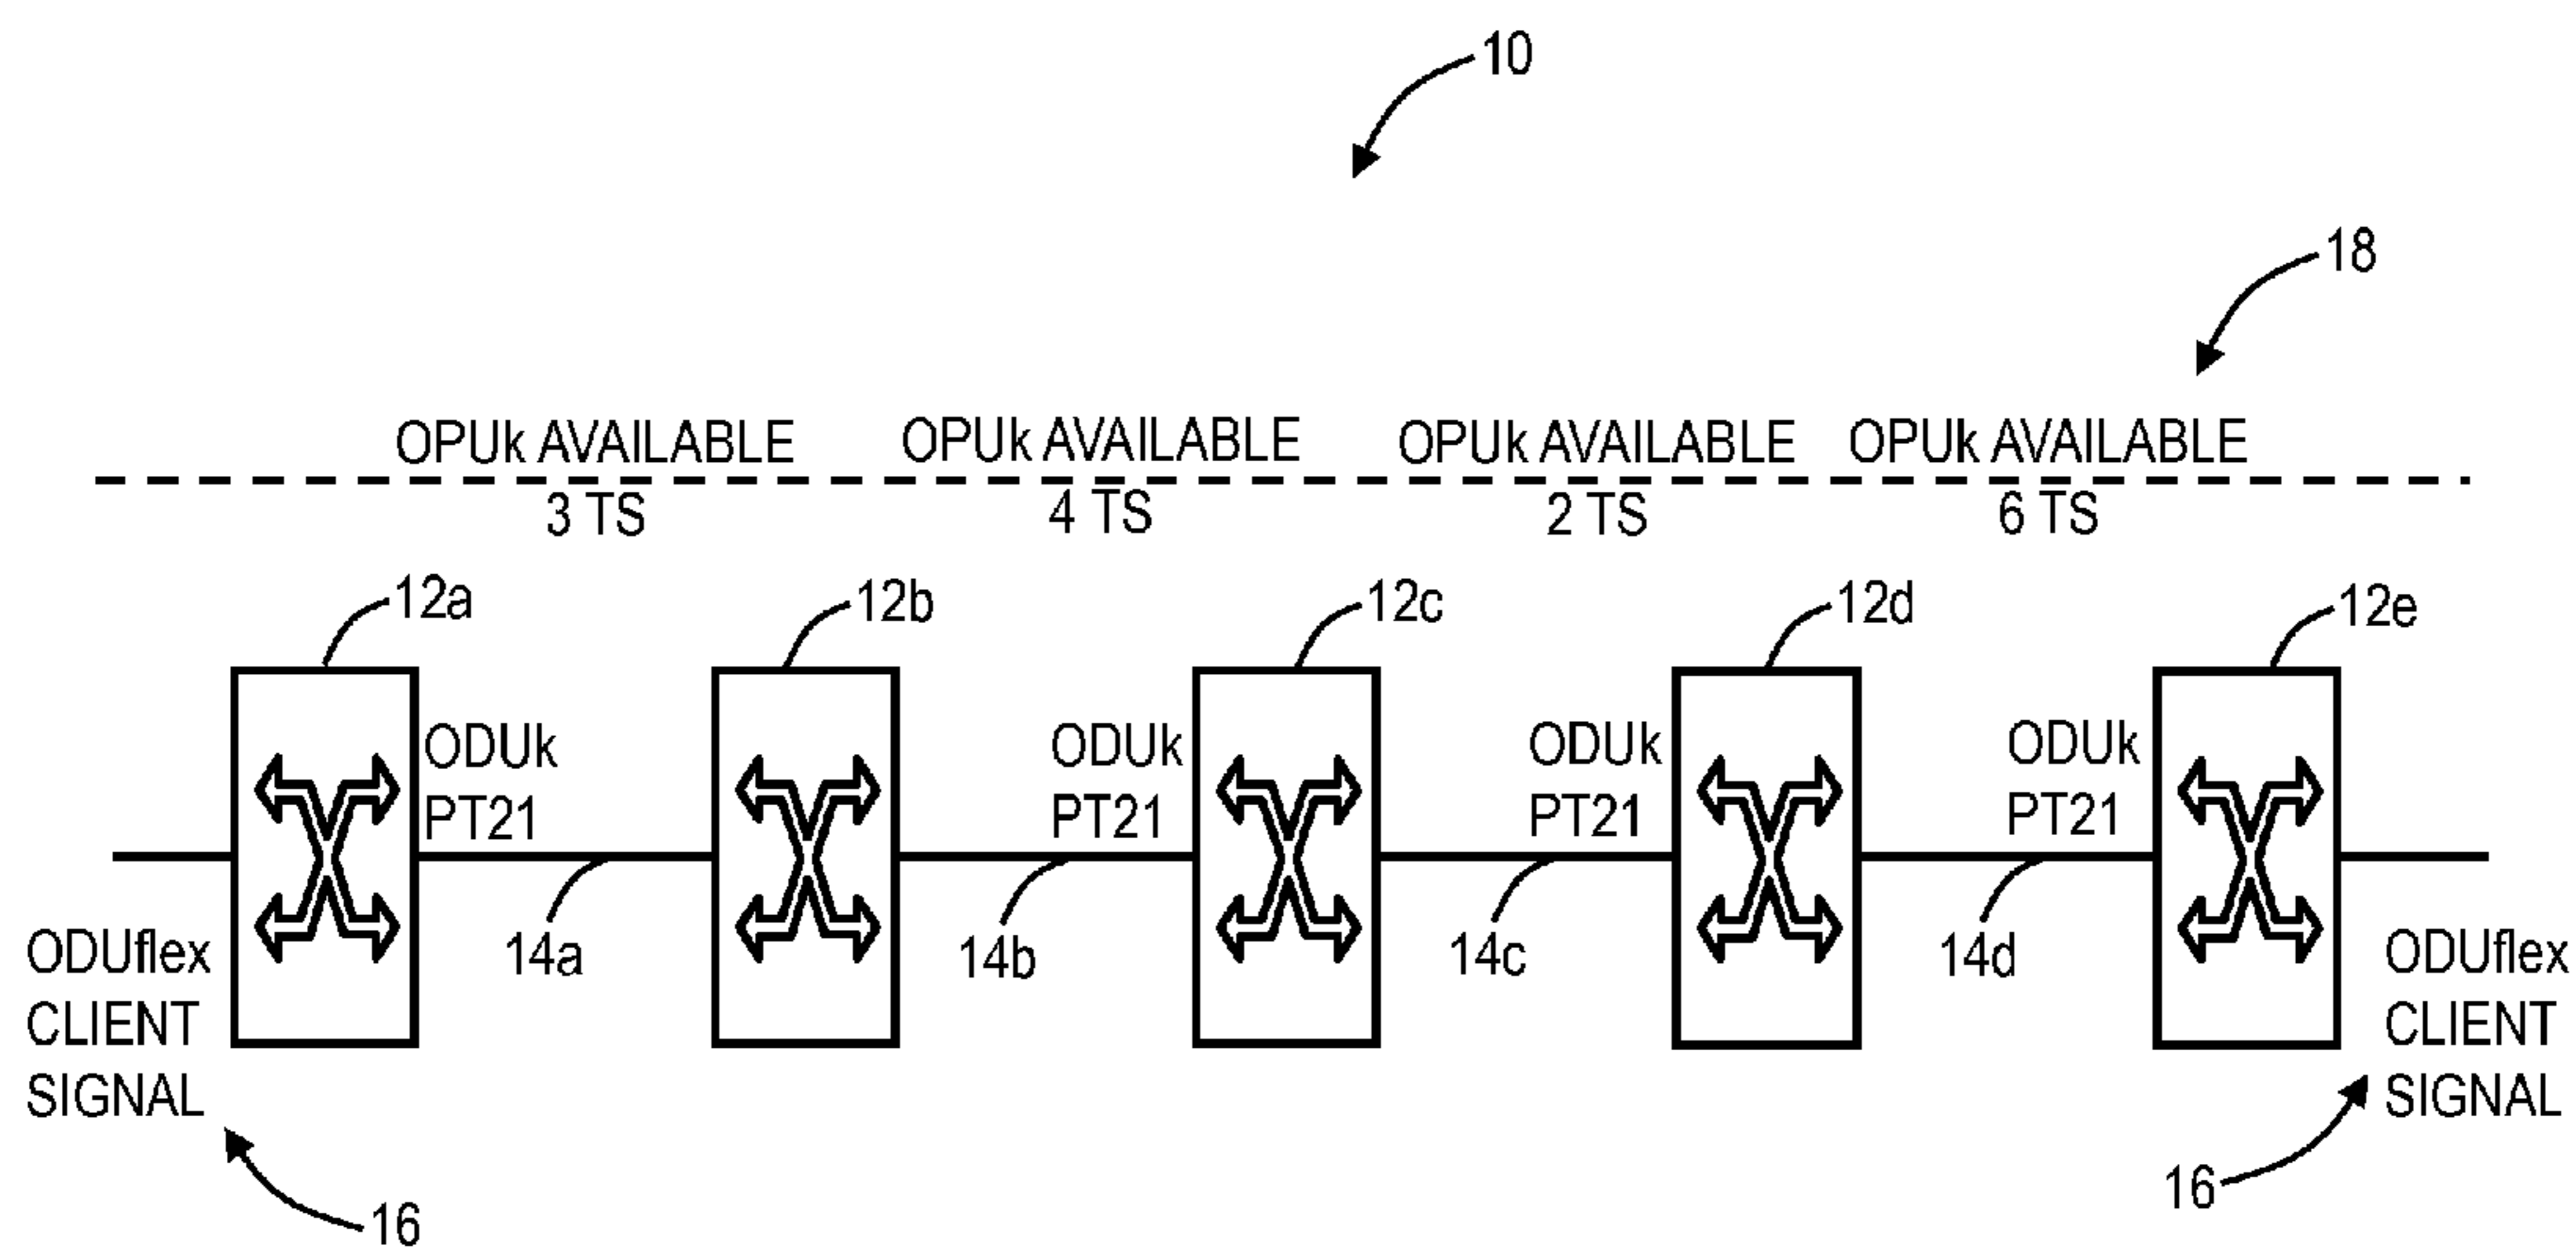 10
18
OPUk AVAILABLE OPUk AVAILABLE OPUk AVAILABLE OPUk AVAILABLE
3 TS 4 TS 2 TS 6 TS
12a 12b 12c 12d 12e
ODUk ODUk ODUk ODUk
PT21 PT21 PT21 PT21
14a 14b 14c 14d
ODUflex ODUflex
CLIENT CLIENT
SIGNAL SIGNAL
16 16